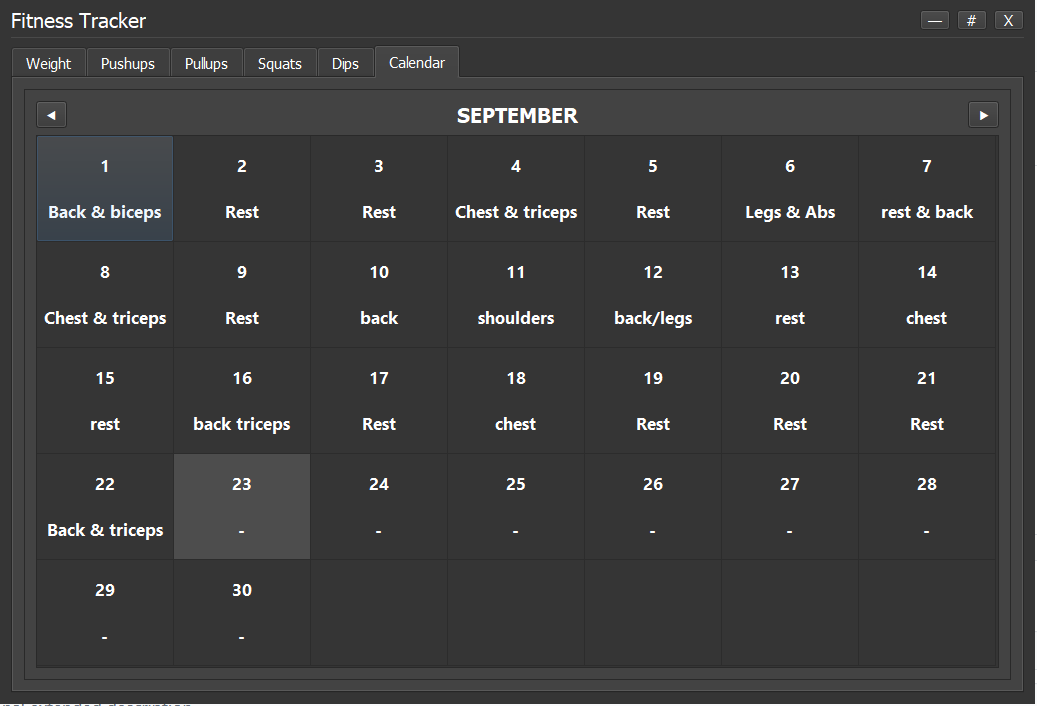 Fitness Tracker — # X
Weight Pushups Pullups Squats Dips Calendar
◄ SEPTEMBER ►
1 2 3 4 5 6 7
Back & biceps Rest Rest Chest & triceps Rest Legs & Abs rest & back
8 9 10 11 12 13 14
Chest & triceps Rest back shoulders back/legs rest chest
15 16 17 18 19 20 21
rest back triceps Rest chest Rest Rest Rest
22 23 24 25 26 27 28
Back & triceps - - - - - -
29 30
- -